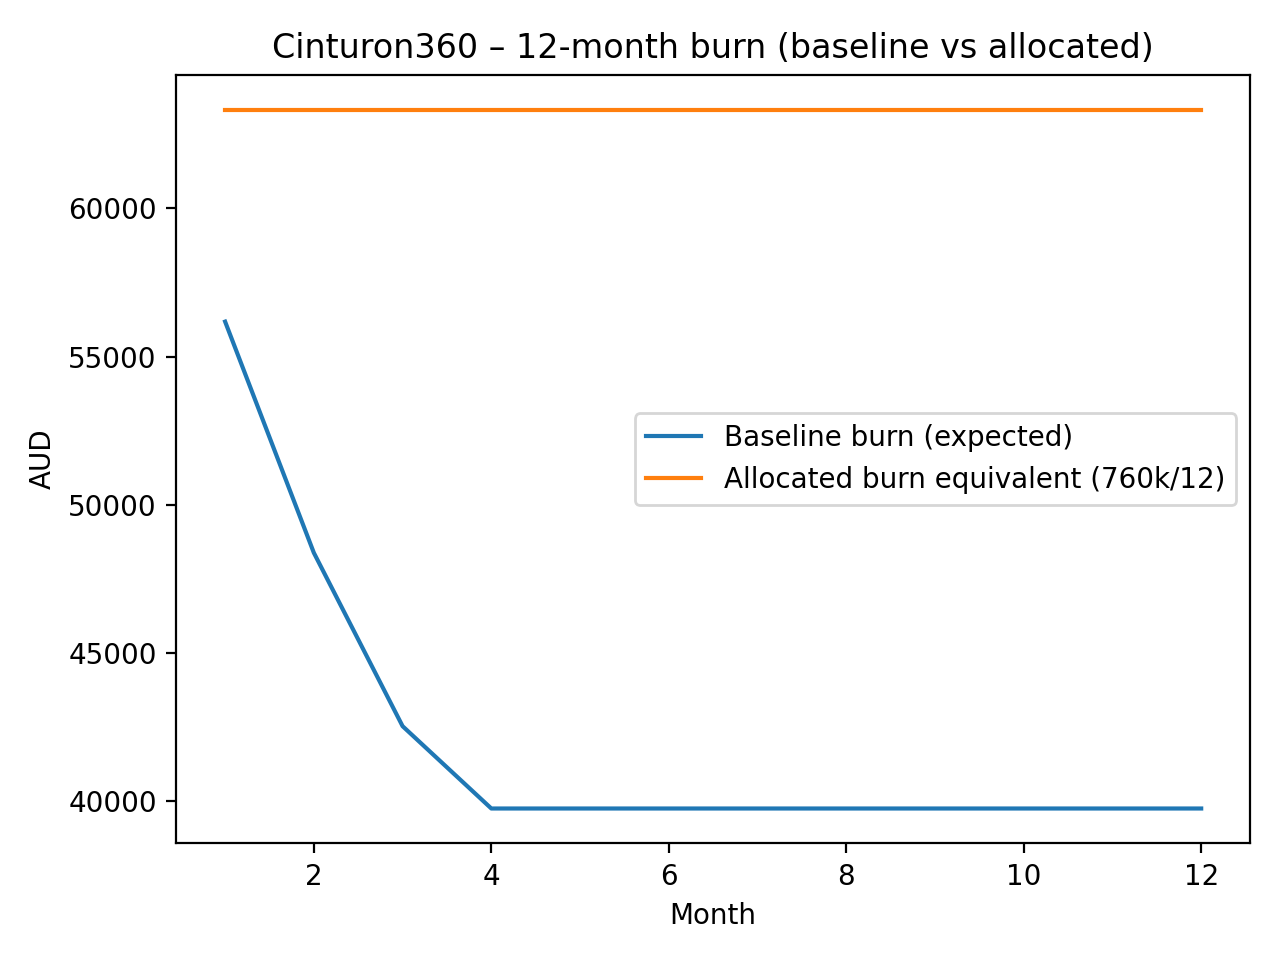 Cinturon360 – 12-month burn (baseline vs allocated)
60000
55000
50000
45000
40000
AUD
Baseline burn (expected)
Allocated burn equivalent (760k/12)
2 4 6 8 10 12
Month